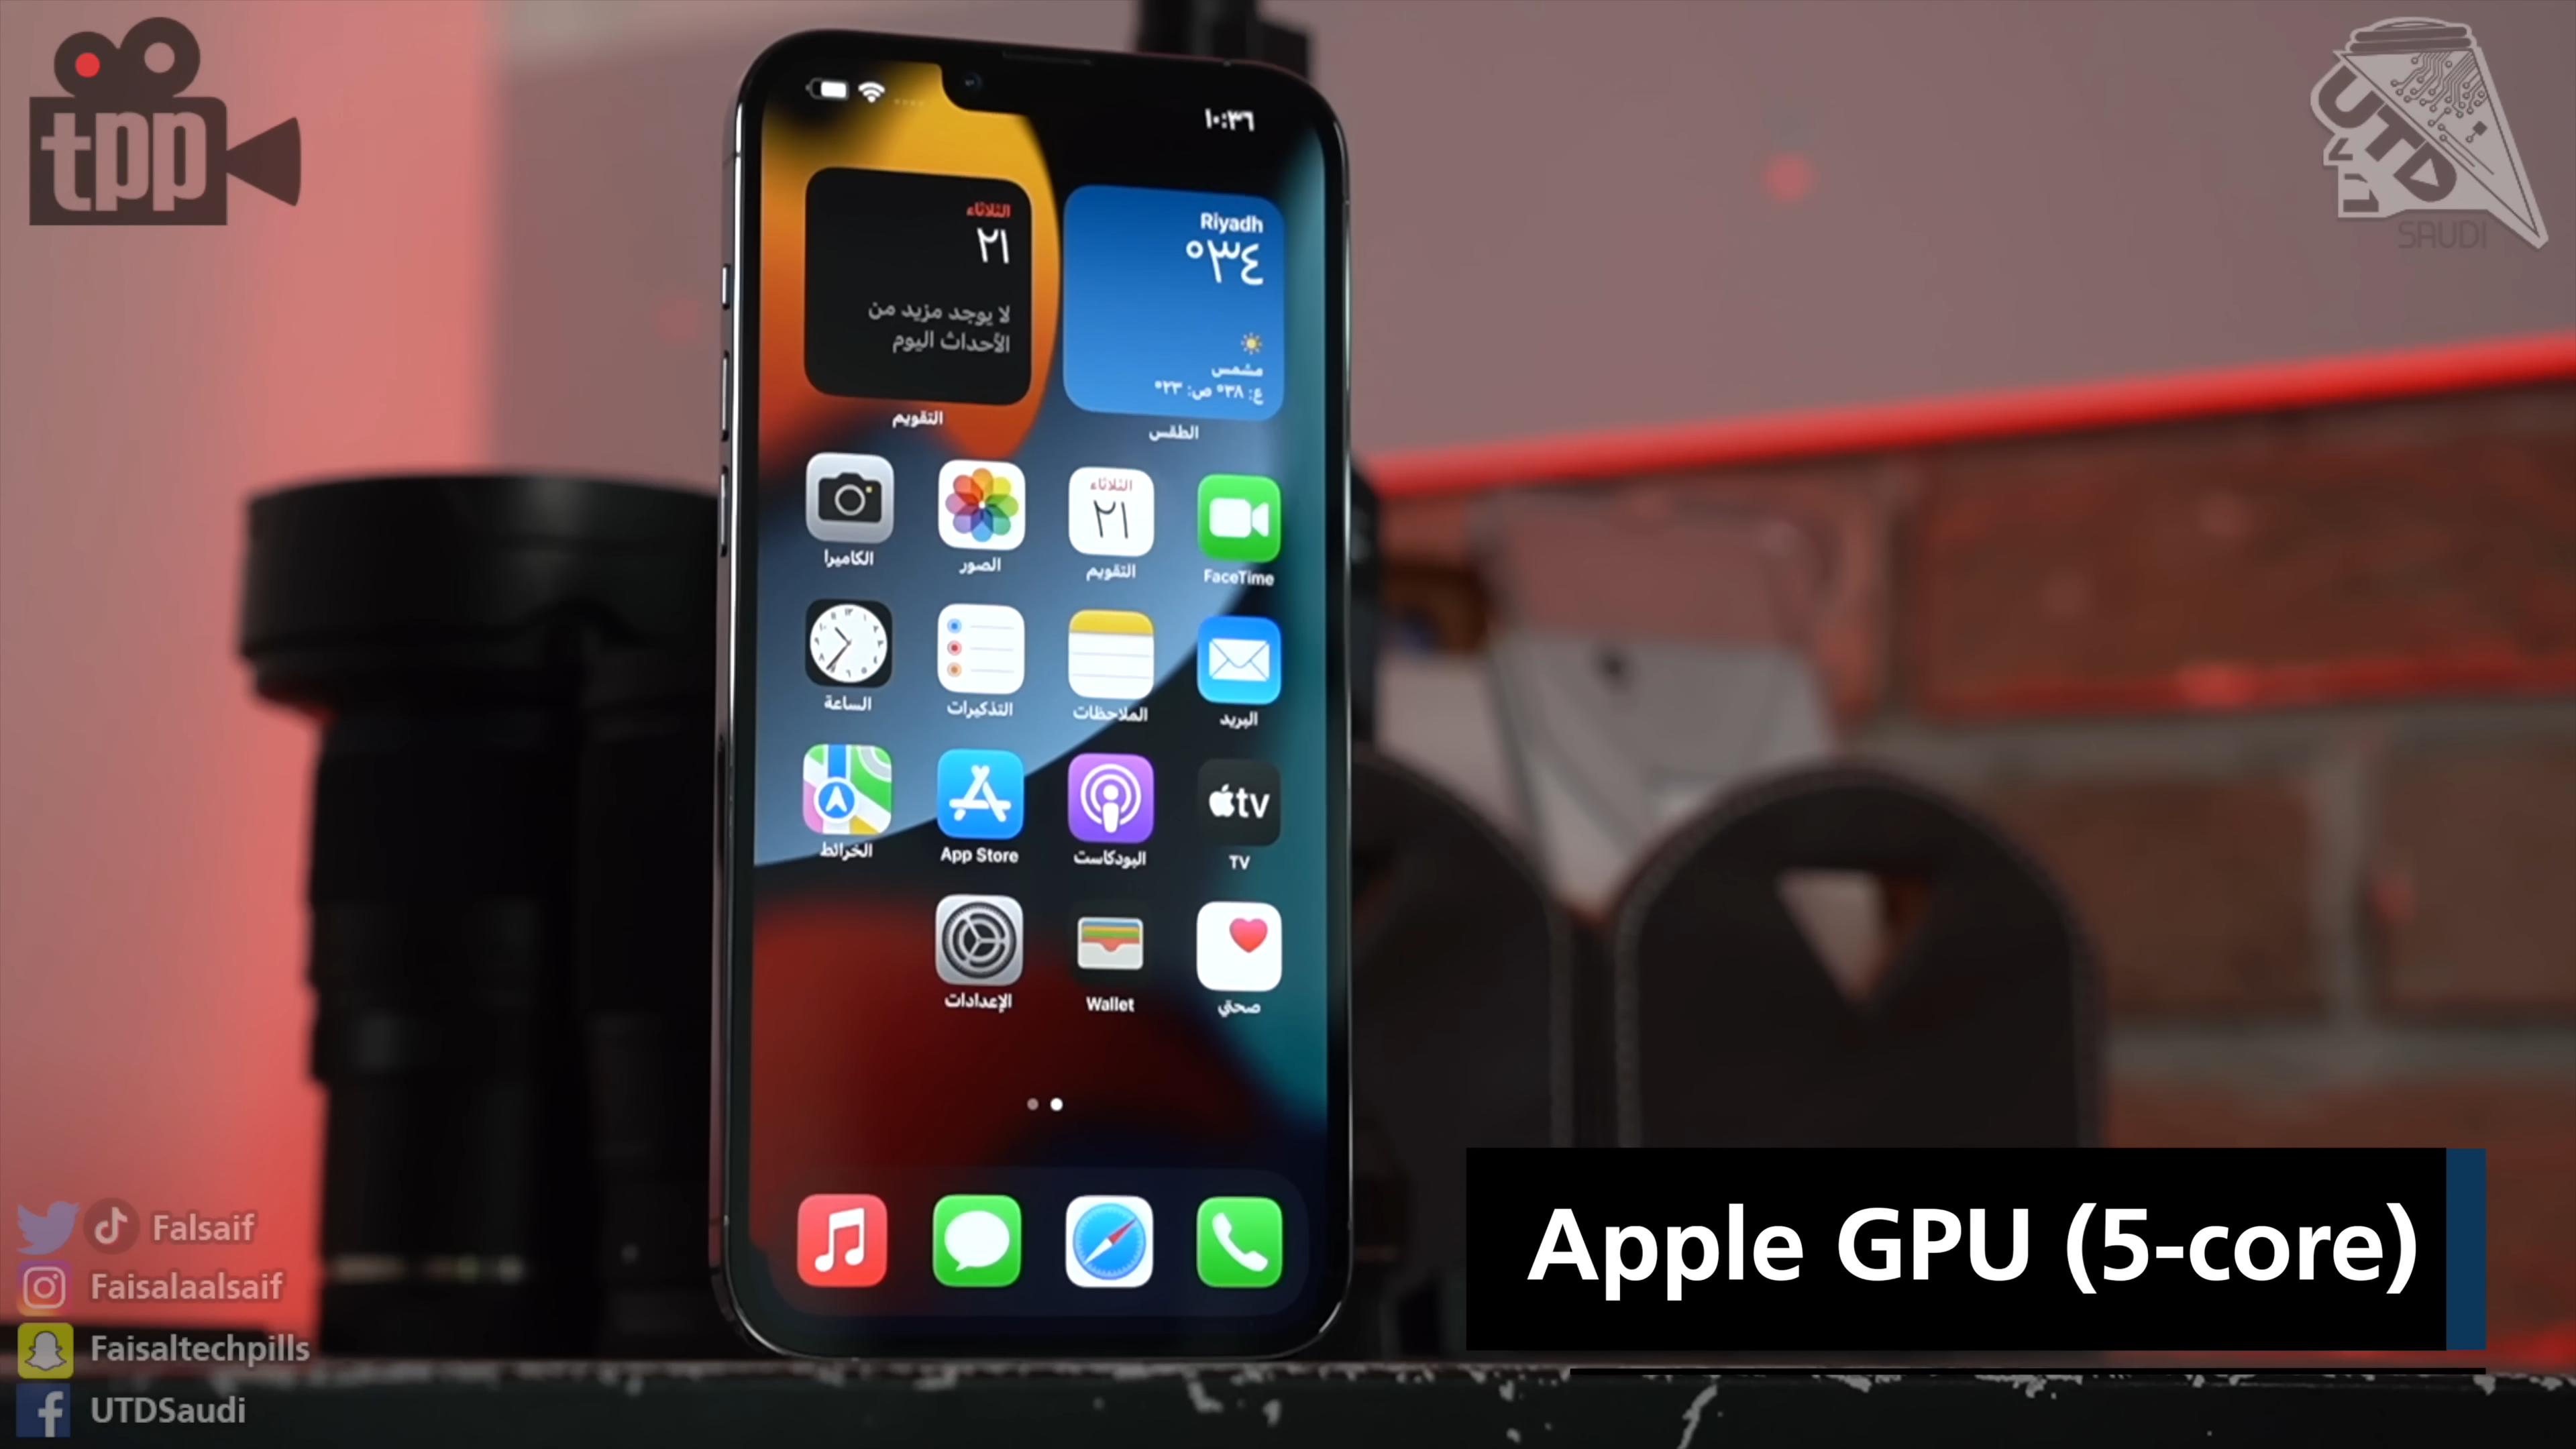 tpp
UTD
SAUDI
١٠:٣٦
الثلاثاء
٢١
لا يوجد مزيد من
الأحداث اليوم
التقويم
Riyadh
٣٤°
مشمس
ع: ٣٨° ص: ٢٣°
الطقس
الكاميرا
الصور
الثلاثاء
٢١
التقويم
FaceTime
الساعة
التذكيرات
الملاحظات
البريد
الخرائط
App Store
البودكاست
tv
TV
الإعدادات
Wallet
صحتي
Apple GPU (5-core)
Falsaif
Faisalaalsaif
Faisaltechpills
UTDSaudi